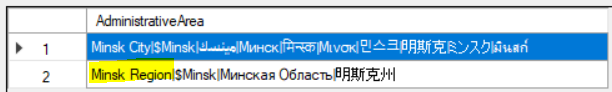 AdministrativeArea
1 Minsk City|$Minsk|مينسك|Минск|मिन्स्क|Μινσκ|민스크|明斯克|ミンスク|มินสก์
2 Minsk Region|$Minsk|Минская Область|明斯克州